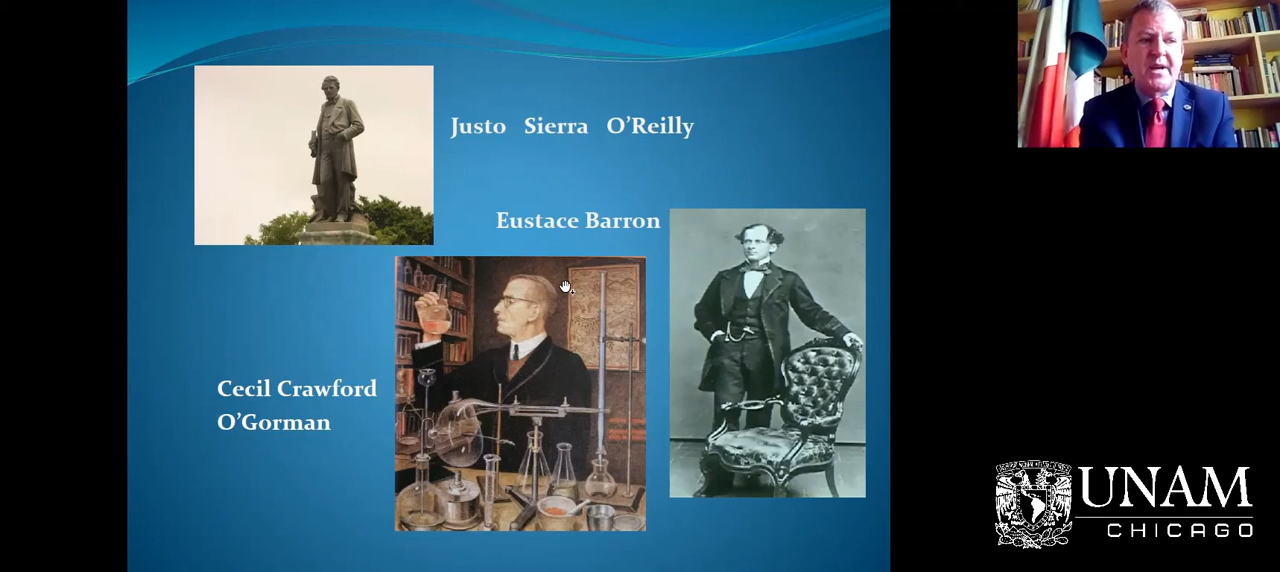 Justo Sierra O’Reilly
Eustace Barron
Cecil Crawford
O’Gorman
UNAM
CHICAGO